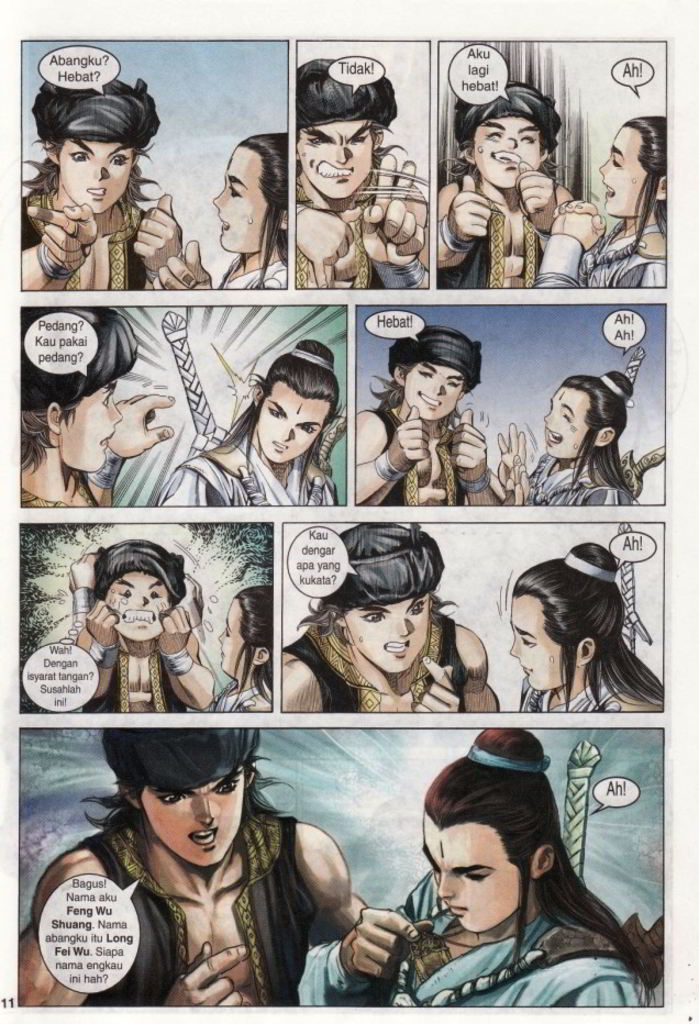 Abangku?
Hebat?
Tidak!
Aku
lagi
hebat!
Ah!
Pedang?
Kau pakai
pedang?
Hebat!
Ah!
Ah!
Wah!
Dengan
isyarat tangan?
Susahlah
ini!
Kau
dengar
apa yang
kukata?
Ah!
Bagus!
Nama aku
Feng Wu
Shuang. Nama
abangku itu Long
Fei Wu. Siapa
nama engkau
ini hah?
Ah!
11